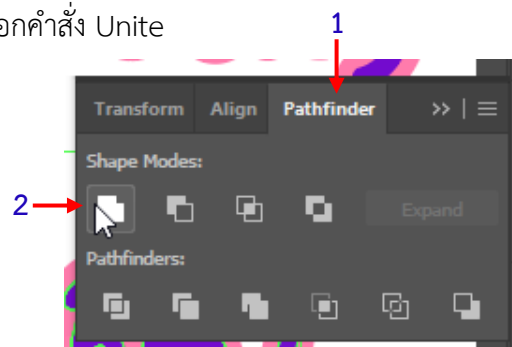 อกคำสั่ง Unite
1
Transform Align Pathfinder >> | ≡
Shape Modes:
2
Expand
Pathfinders: